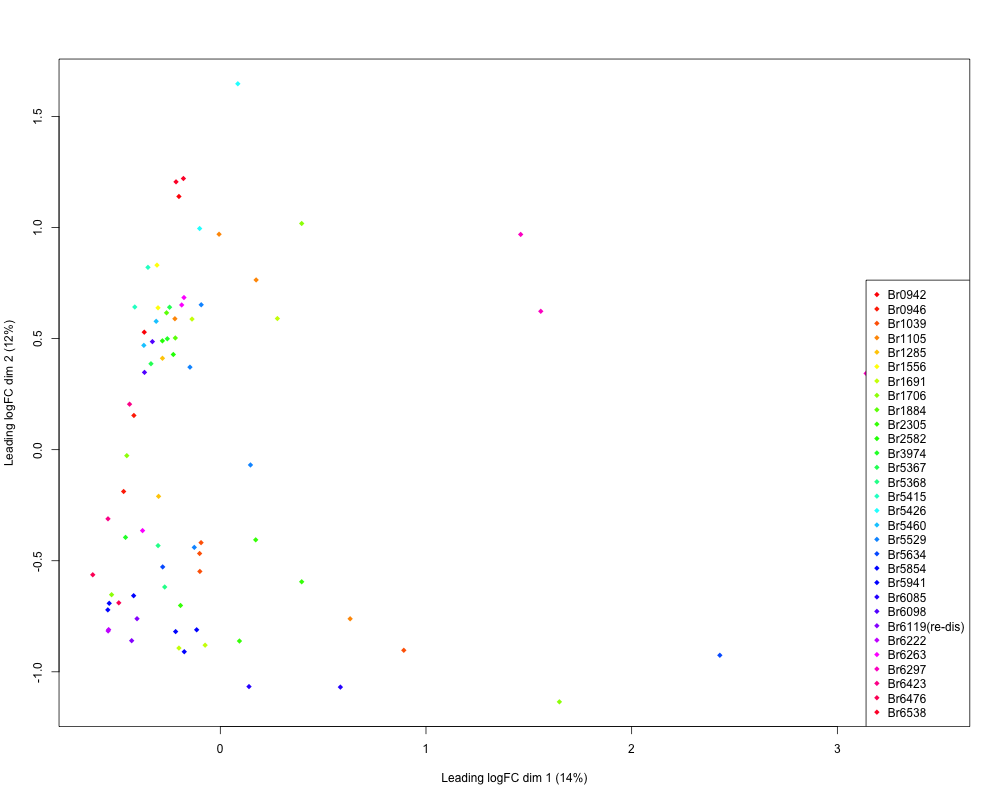 1.5
1.0
0.5
0.0
-0.5
-1.0
Leading logFC dim 2 (12%)
Br0942
Br0946
Br1039
Br1105
Br1285
Br1556
Br1691
Br1706
Br1884
Br2305
Br2582
Br3974
Br5367
Br5368
Br5415
Br5426
Br5460
Br5529
Br5634
Br5854
Br5941
Br6085
Br6098
Br6119(re-dis)
Br6222
Br6263
Br6297
Br6423
Br6476
Br6538
0 1 2 3
Leading logFC dim 1 (14%)